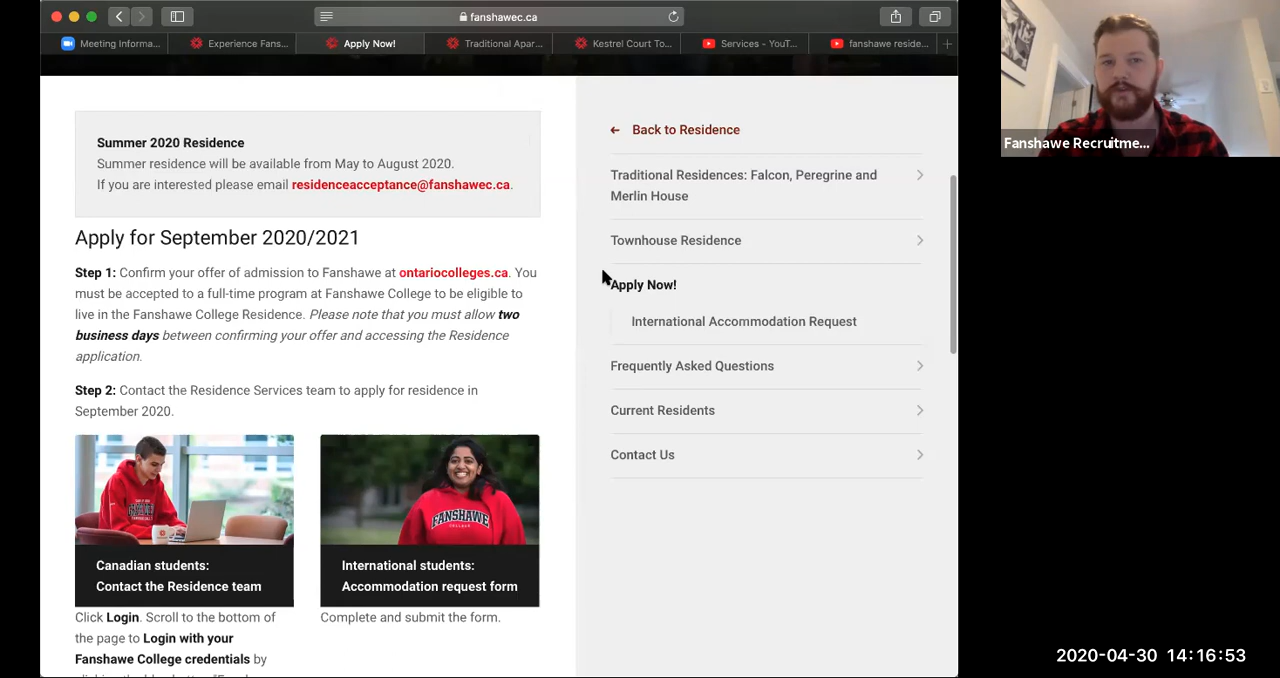 fanshawec.ca
Meeting Informa...
Experience Fans...
Apply Now!
Traditional Apar...
Kestrel Court To...
Services - YouT...
fanshawe reside...
Summer 2020 Residence
Summer residence will be available from May to August 2020.
If you are interested please email residenceacceptance@fanshawec.ca.
Apply for September 2020/2021
Step 1: Confirm your offer of admission to Fanshawe at ontariocolleges.ca. You
must be accepted to a full-time program at Fanshawe College to be eligible to
live in the Fanshawe College Residence. Please note that you must allow two
business days between confirming your offer and accessing the Residence
application.
Step 2: Contact the Residence Services team to apply for residence in
September 2020.
FANSHAWE
Canadian students:
Contact the Residence team
International students:
Accommodation request form
Click Login. Scroll to the bottom of
the page to Login with your
Fanshawe College credentials by
Complete and submit the form.
← Back to Residence
Traditional Residences: Falcon, Peregrine and
Merlin House
Townhouse Residence
Apply Now!
International Accommodation Request
Frequently Asked Questions
Current Residents
Contact Us
Fanshawe Recruitme...
2020-04-30 14:16:53